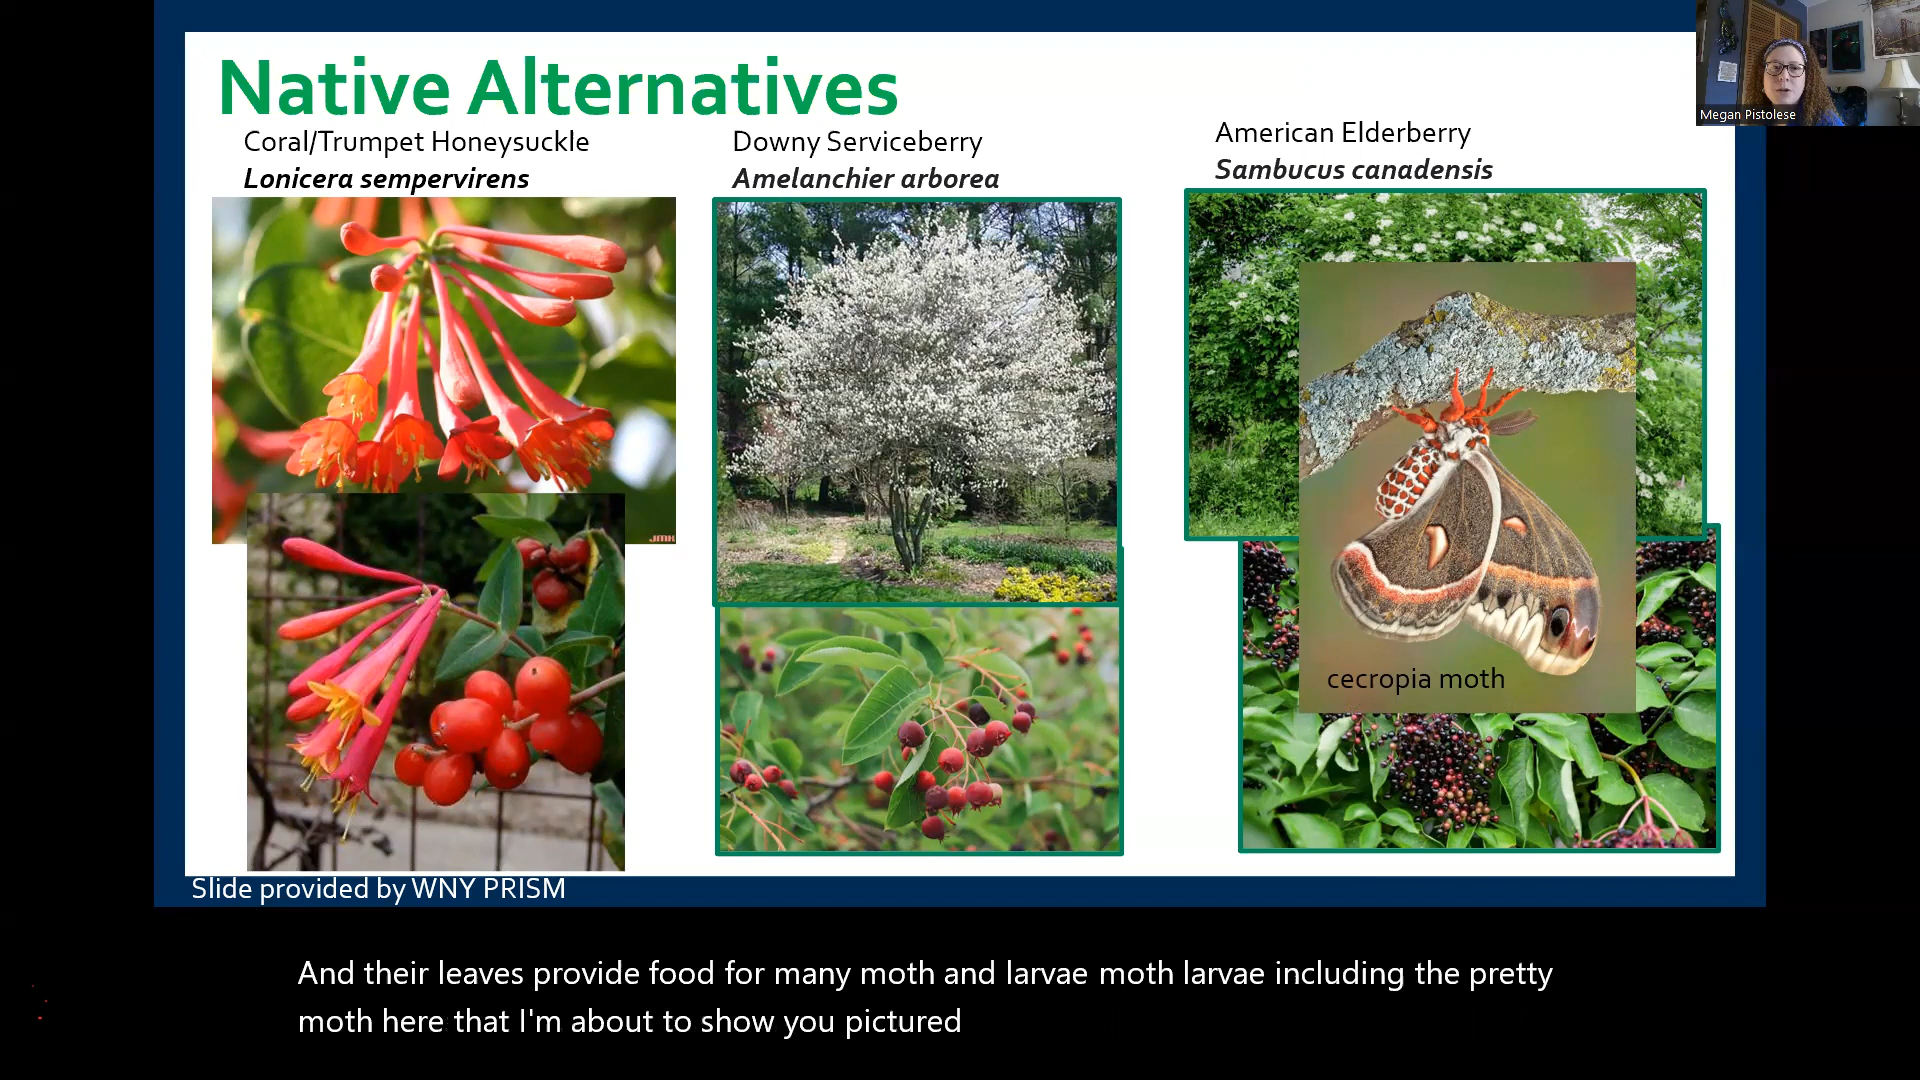 Native Alternatives
Coral/Trumpet Honeysuckle
Lonicera sempervirens
Downy Serviceberry
Amelanchier arborea
American Elderberry
Sambucus canadensis
JMH
cecropia moth
Megan Pistolese
Slide provided by WNY PRISM
And their leaves provide food for many moth and larvae moth larvae including the pretty
moth here that I'm about to show you pictured